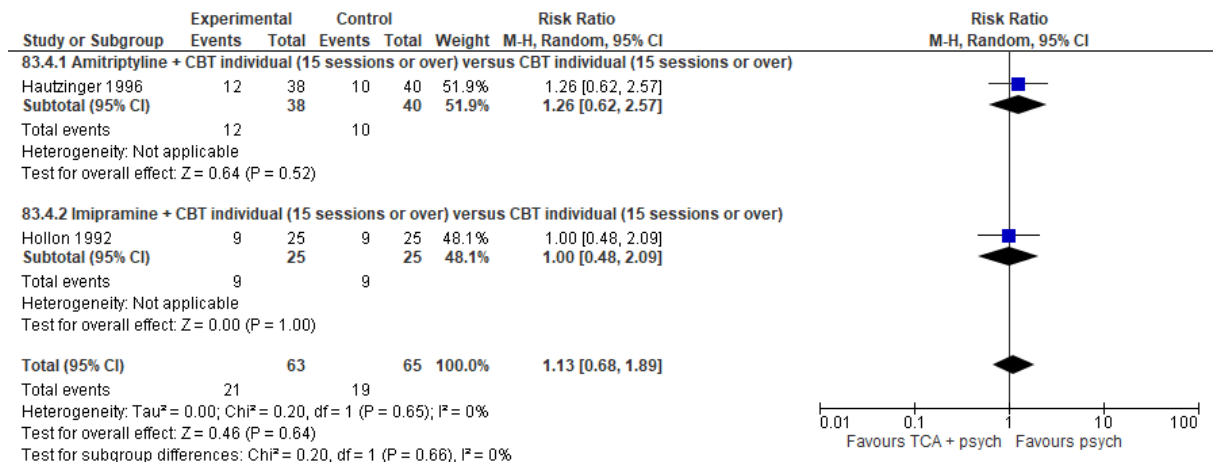 Experimental Control Risk Ratio Risk Ratio
Study or Subgroup Events Total Events Total Weight M-H, Random, 95% CI M-H, Random, 95% CI
83.4.1 Amitriptyline + CBT individual (15 sessions or over) versus CBT individual (15 sessions or over)
Hautzinger 1996 12 38 10 40 51.9% 1.26 [0.62, 2.57]
Subtotal (95% CI) 38 40 51.9% 1.26 [0.62, 2.57]
Total events 12 10
Heterogeneity: Not applicable
Test for overall effect: Z = 0.64 (P = 0.52)
83.4.2 Imipramine + CBT individual (15 sessions or over) versus CBT individual (15 sessions or over)
Hollon 1992 9 25 9 25 48.1% 1.00 [0.48, 2.09]
Subtotal (95% CI) 25 25 48.1% 1.00 [0.48, 2.09]
Total events 9 9
Heterogeneity: Not applicable
Test for overall effect: Z = 0.00 (P = 1.00)
Total (95% CI) 63 65 100.0% 1.13 [0.68, 1.89]
Total events 21 19
Heterogeneity: Tau² = 0.00; Chi² = 0.20, df = 1 (P = 0.65); I² = 0%
Test for overall effect: Z = 0.46 (P = 0.64)
Test for subgroup differences: Chi² = 0.20, df = 1 (P = 0.66), I² = 0%
0.01 0.1 1 10 100
Favours TCA + psych Favours psych